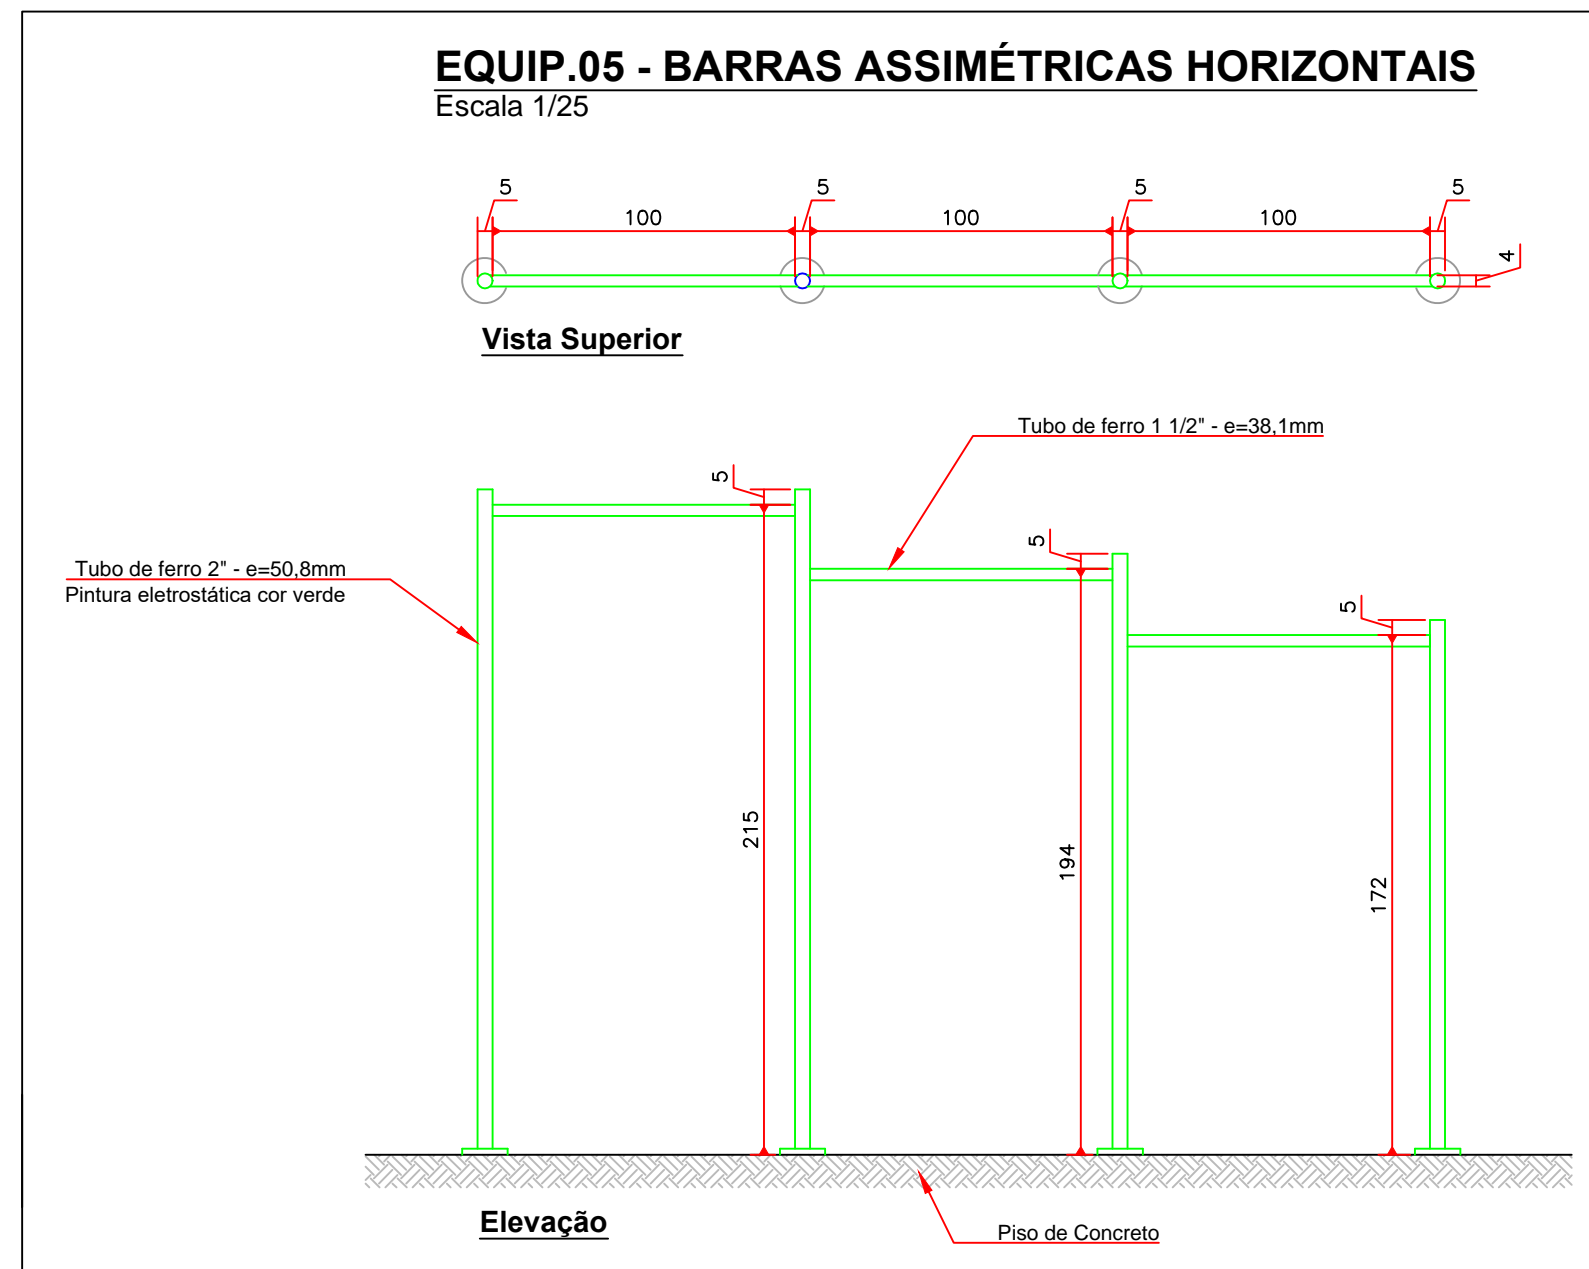 EQUIP.05 - BARRAS ASSIMÉTRICAS HORIZONTAIS
Escala 1/25
5 5 5 5
100 100 100
4
Vista Superior
Tubo de ferro 1 1/2" - e=38,1mm
5
5
Tubo de ferro 2" - e=50,8mm
Pintura eletrostática cor verde
5
215
194
172
Elevação
Piso de Concreto